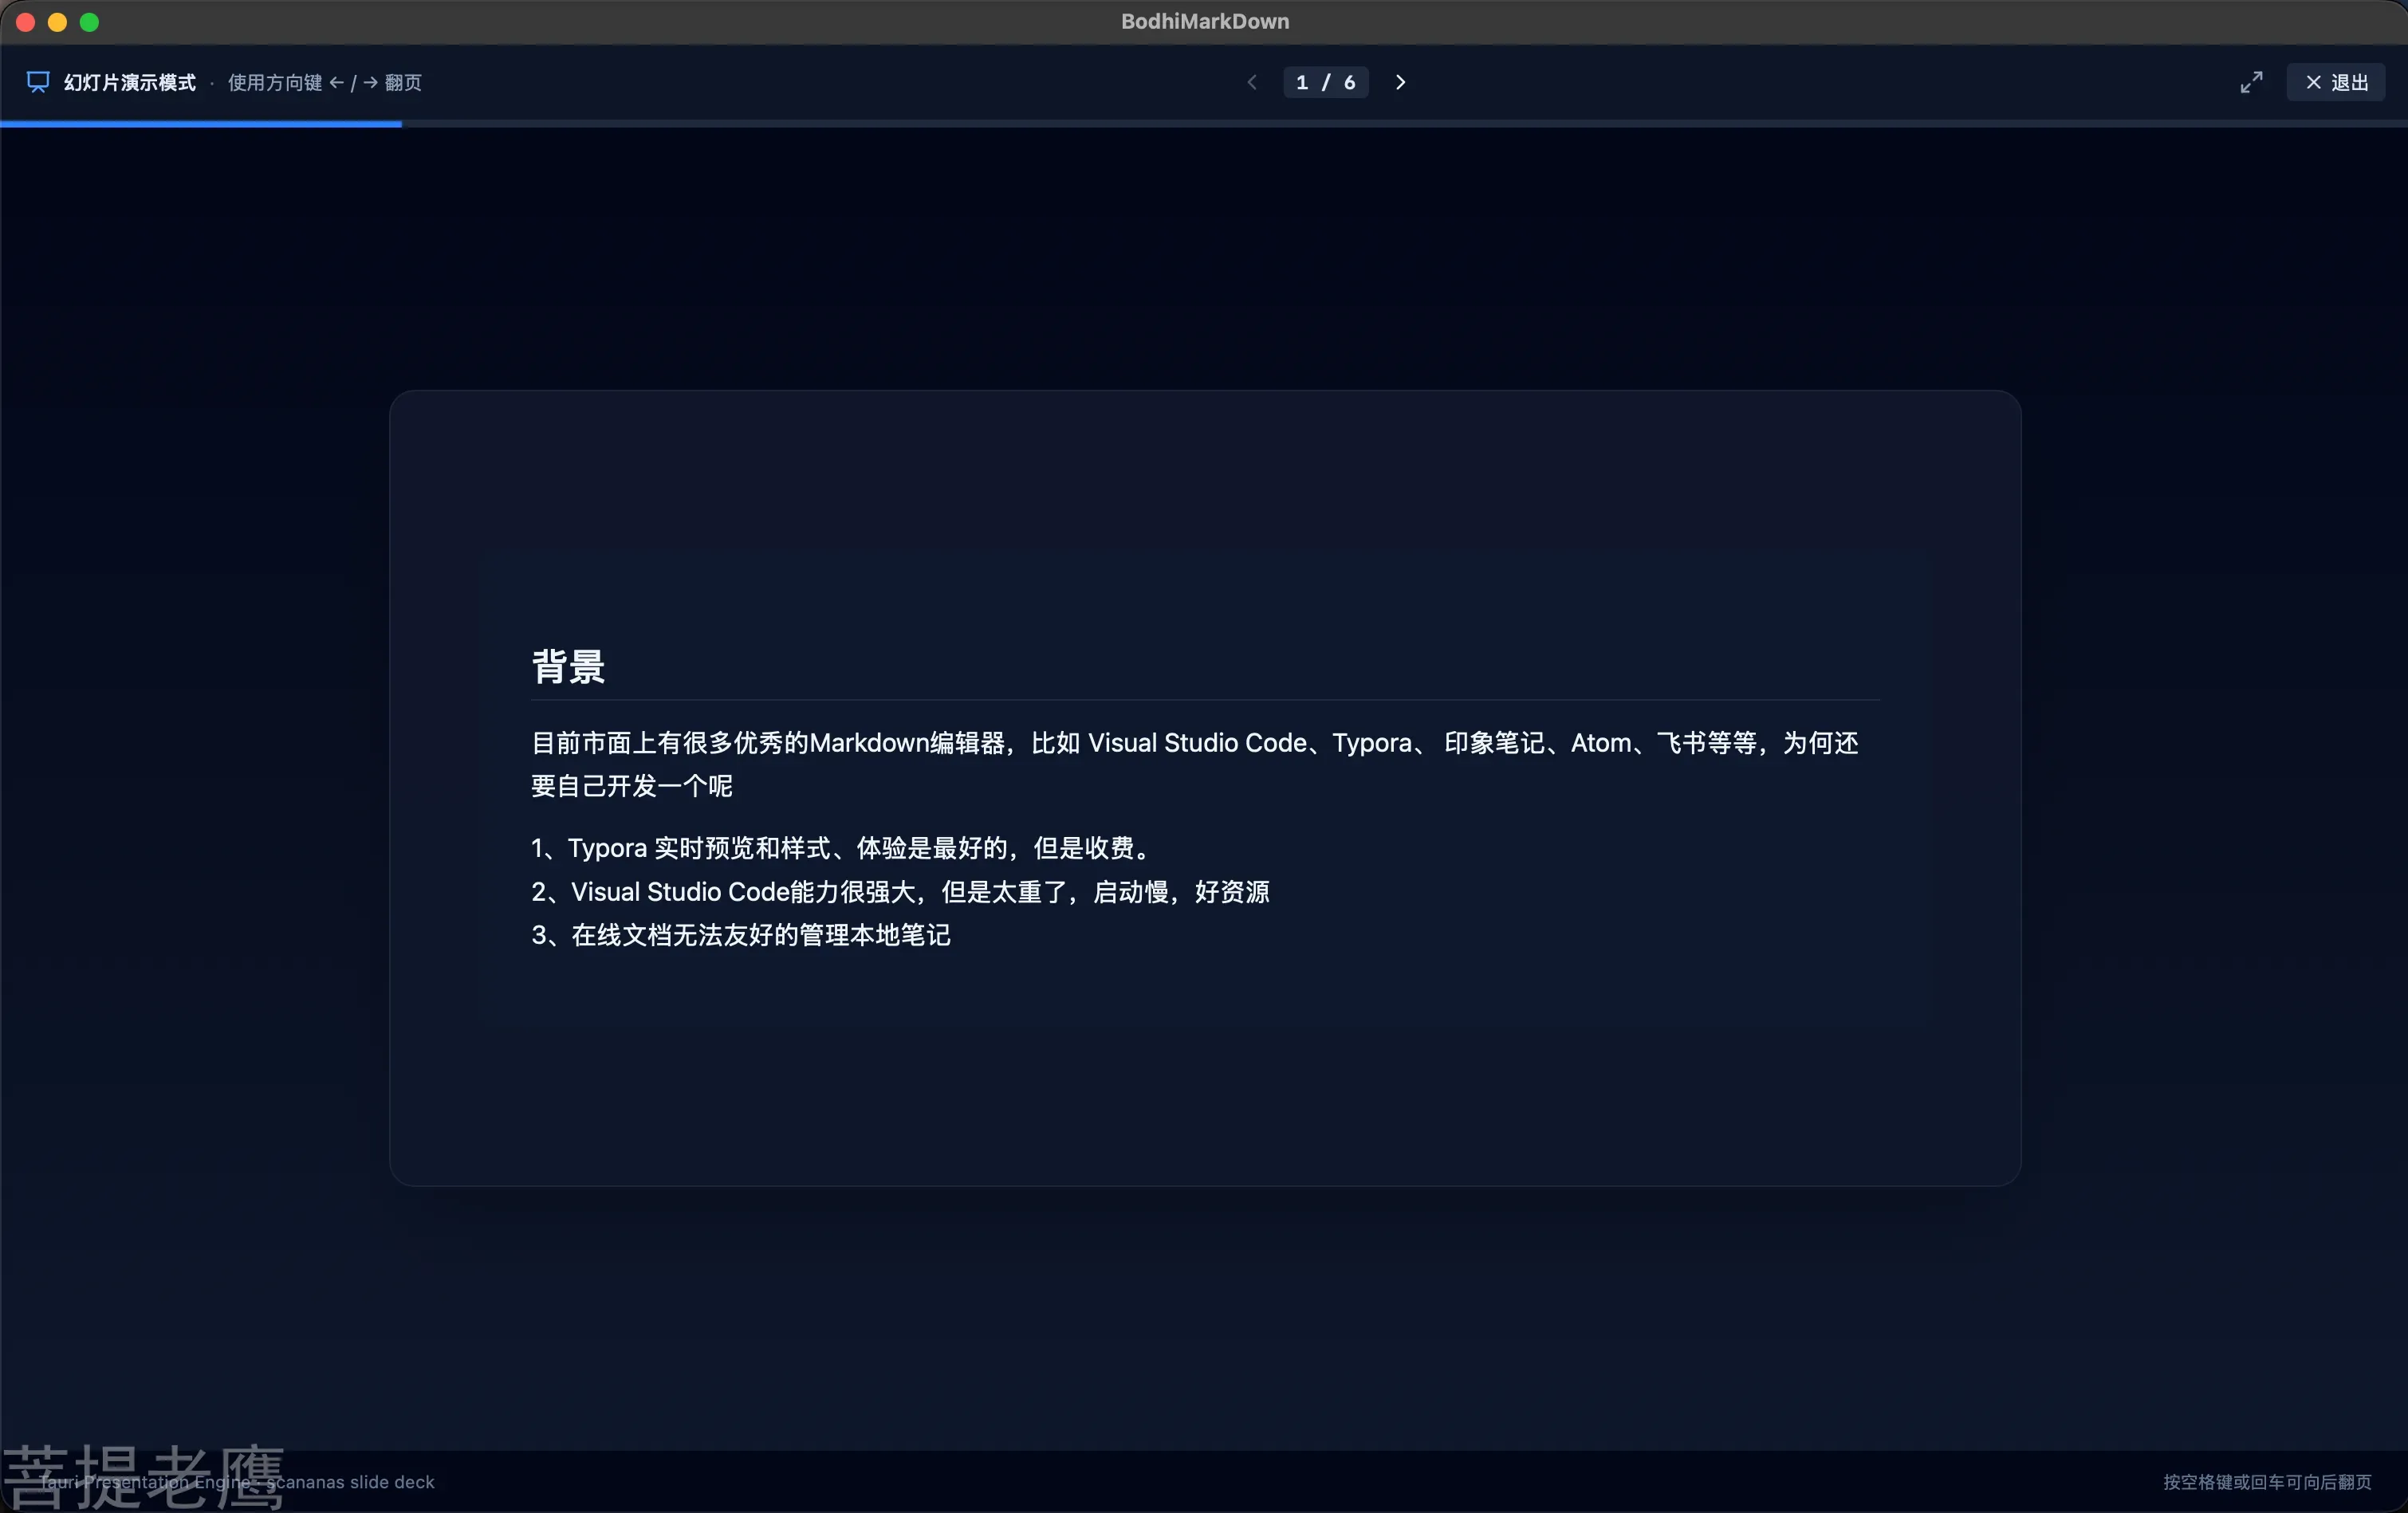 BodhiMarkDown
幻灯片演示模式 · 使用方向键 ← / → 翻页
1 / 6
退出
背景
目前市面上有很多优秀的Markdown编辑器，比如 Visual Studio Code、Typora、 印象笔记、Atom、飞书等等，为何还
要自己开发一个呢
1、Typora 实时预览和样式、体验是最好的，但是收费。
2、Visual Studio Code能力很强大，但是太重了，启动慢，好资源
3、在线文档无法友好的管理本地笔记
菩提老鹰
Tauri Presentation Engine · scananas slide deck
按空格键或回车可向后翻页